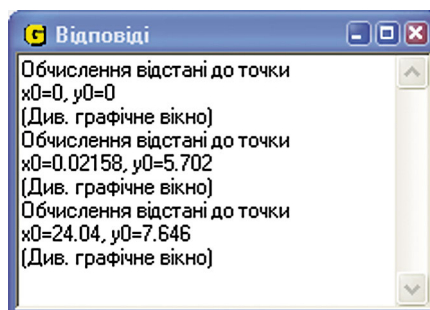 Відповіді
Обчислення відстані до точки
x0=0, y0=0
(Див. графічне вікно)
Обчислення відстані до точки
x0=0.02158, y0=5.702
(Див. графічне вікно)
Обчислення відстані до точки
x0=24.04, y0=7.646
(Див. графічне вікно)